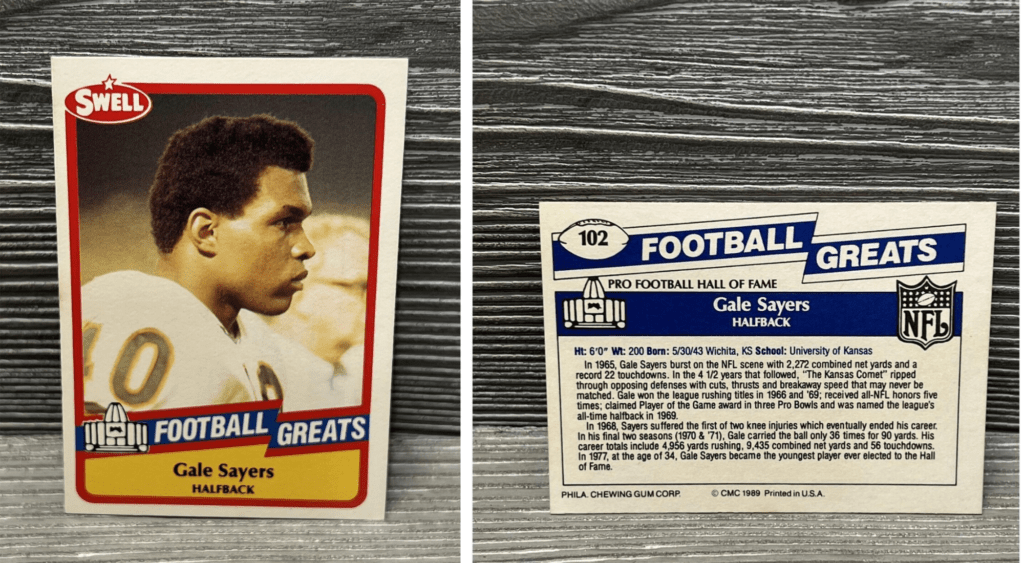 SWELL
40
FOOTBALL GREATS
Gale Sayers
HALFBACK
102
FOOTBALL GREATS
PRO FOOTBALL HALL OF FAME
Gale Sayers
HALFBACK
NFL
Ht: 6'0" Wt: 200 Born: 5/30/43 Wichita, KS School: University of Kansas
In 1965, Gale Sayers burst on the NFL scene with 2,272 combined net yards and a
record 22 touchdowns. In the 4 1/2 years that followed, "The Kansas Comet" ripped
through opposing defenses with cuts, thrusts and breakaway speed that may never be
matched. Gale won the league rushing titles in 1966 and '69; received all-NFL honors five
times; claimed Player of the Game award in three Pro Bowls and was named the league's
all-time halfback in 1969.
In 1968, Sayers suffered the first of two knee injuries which eventually ended his career.
In his final two seasons (1970 & '71), Gale carried the ball only 36 times for 90 yards. His
career totals include 4,956 yards rushing, 9,435 combined net yards and 56 touchdowns.
In 1977, at the age of 34, Gale Sayers became the youngest player ever elected to the Hall
of Fame.
PHILA. CHEWING GUM CORP. © CMC 1989 Printed in U.S.A.